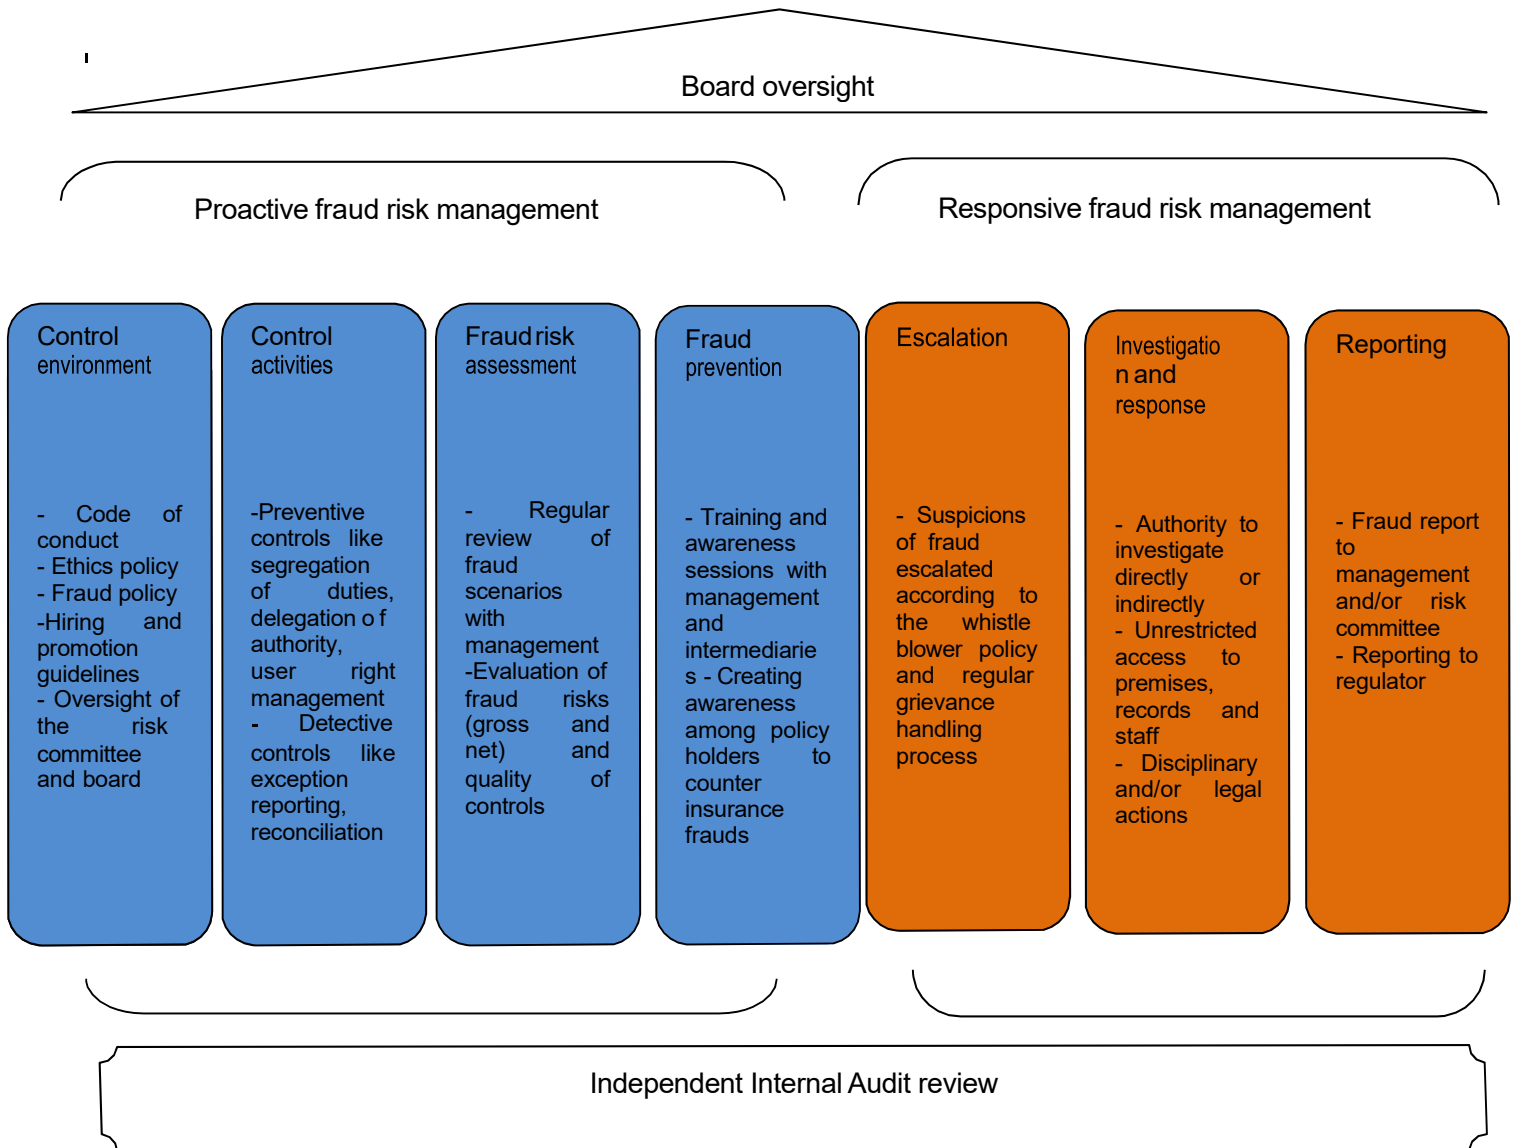 Board oversight
Proactive fraud risk management
Responsive fraud risk management
Control
environment
- Code of
conduct
- Ethics policy
- Fraud policy
-Hiring and
promotion
guidelines
- Oversight of
the risk
committee
and board
Control
activities
-Preventive
controls like
segregation
of duties,
delegation o f
authority,
user right
management
- Detective
controls like
exception
reporting,
reconciliation
Fraud risk
assessment
- Regular
review of
fraud
scenarios
with
management
-Evaluation of
fraud risks
(gross and
net) and
quality of
controls
Fraud
prevention
- Training and
awareness
sessions with
management
and
intermediarie
s - Creating
awareness
among policy
holders to
counter
insurance
frauds
Escalation
- Suspicions
of fraud
escalated
according to
the whistle
blower policy
and regular
grievance
handling
process
Investigatio
n and
response
- Authority to
investigate
directly or
indirectly
- Unrestricted
access to
premises,
records and
staff
- Disciplinary
and/or legal
actions
Reporting
- Fraud report
to
management
and/or risk
committee
- Reporting to
regulator
Independent Internal Audit review